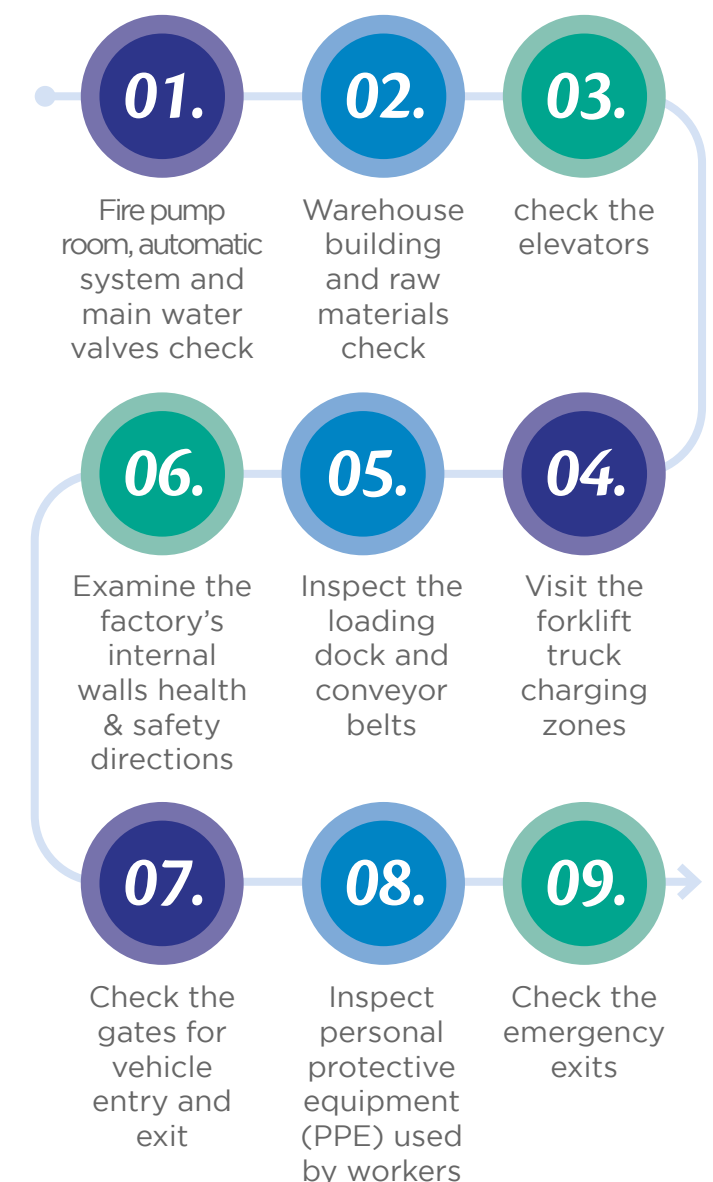 01.
Fire pump
room, automatic
system and
main water
valves check
02.
Warehouse
building
and raw
materials
check
03.
check the
elevators
04.
Visit the
forklift
truck
charging
zones
05.
Inspect the
loading
dock and
conveyor
belts
06.
Examine the
factory’s
internal
walls health
& safety
directions
07.
Check the
gates for
vehicle
entry and
exit
08.
Inspect
personal
protective
equipment
(PPE) used
by workers
09.
Check the
emergency
exits